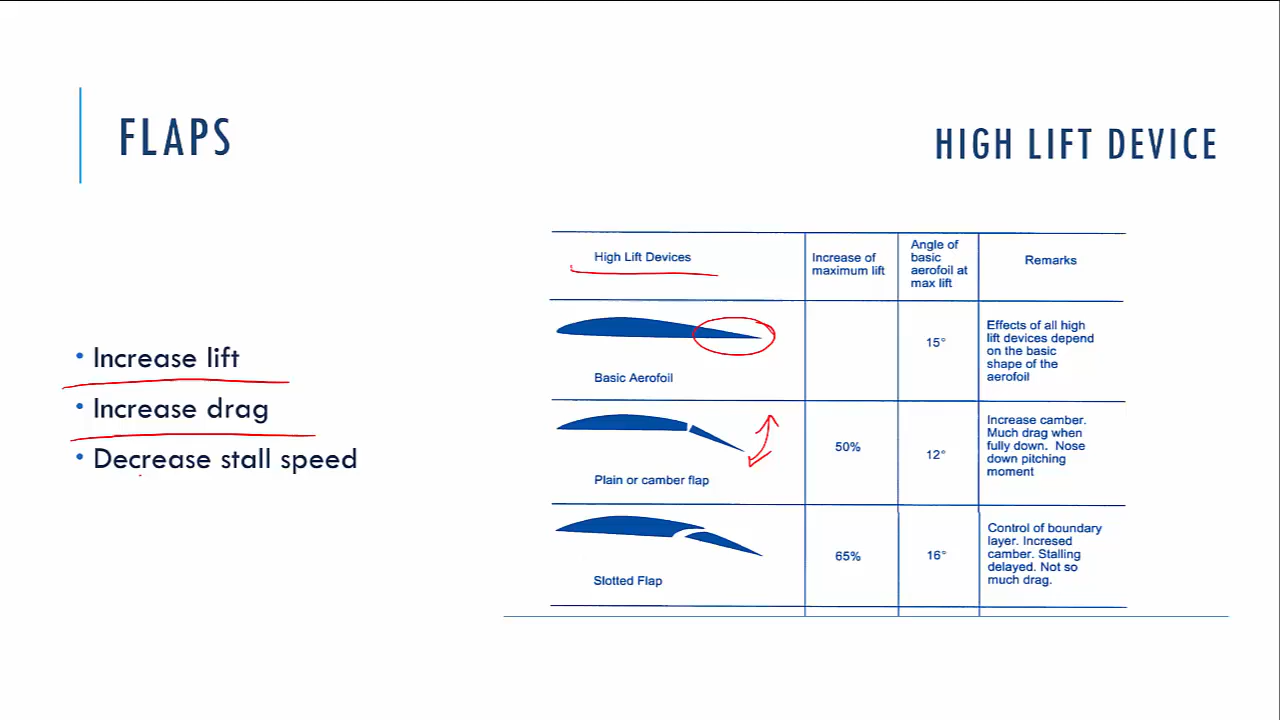 FLAPS
HIGH LIFT DEVICE
• Increase lift
• Increase drag
• Decrease stall speed
High Lift Devices
Increase of
maximum lift
Angle of
basic
aerofoil at
max lift
Remarks
Basic Aerofoil
15°
Effects of all high
lift devices depend
on the basic
shape of the
aerofoil
Plain or camber flap
50%
12°
Increase camber.
Much drag when
fully down. Nose
down pitching
moment
Slotted Flap
65%
16°
Control of boundary
layer. Incresed
camber. Stalling
delayed. Not so
much drag.